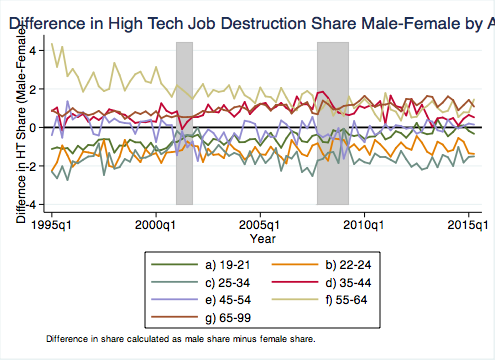 Difference in High Tech Job Destruction Share Male-Female by A
Differnce in HT Share (Male-Female)
4
2
0
-2
-4
1995q1 2000q1 2005q1 2010q1 2015q1
Year
a) 19-21 b) 22-24
c) 25-34 d) 35-44
e) 45-54 f) 55-64
g) 65-99
Difference in share calculated as male share minus female share.